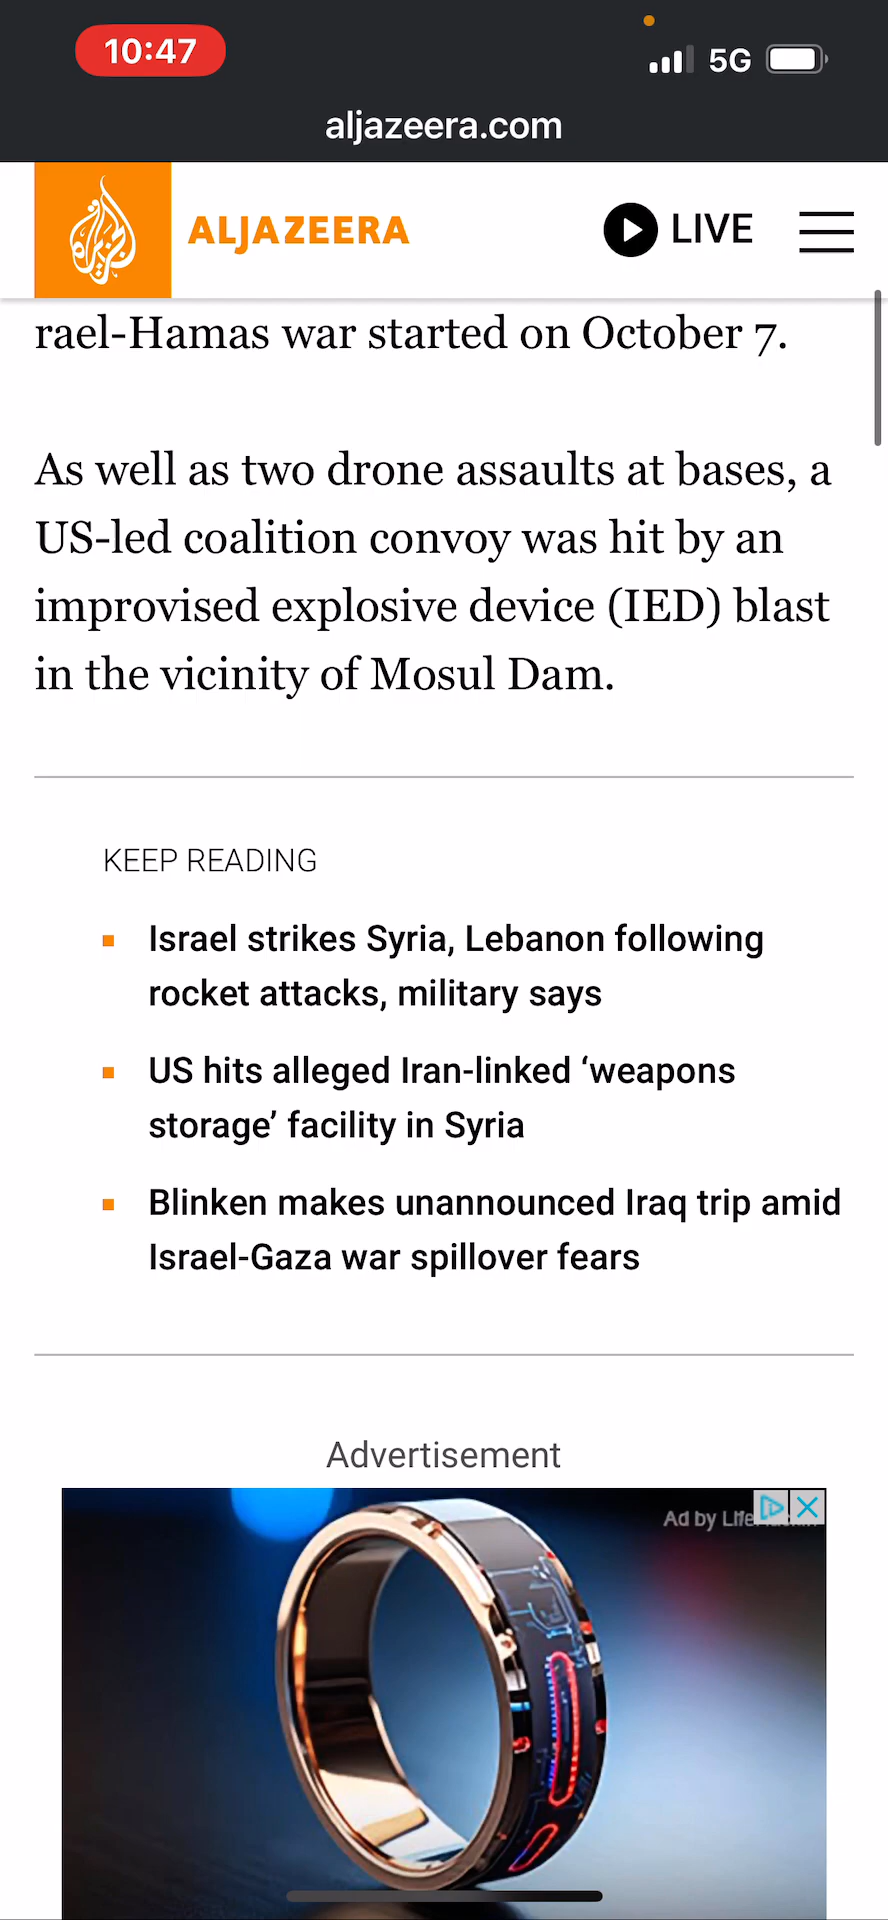 10:47
5G
aljazeera.com
ALJAZEERA
LIVE
rael-Hamas war started on October 7.
As well as two drone assaults at bases, a
US-led coalition convoy was hit by an
improvised explosive device (IED) blast
in the vicinity of Mosul Dam.
KEEP READING
Israel strikes Syria, Lebanon following
rocket attacks, military says
US hits alleged Iran-linked ‘weapons
storage’ facility in Syria
Blinken makes unannounced Iraq trip amid
Israel-Gaza war spillover fears
Advertisement
Ad by